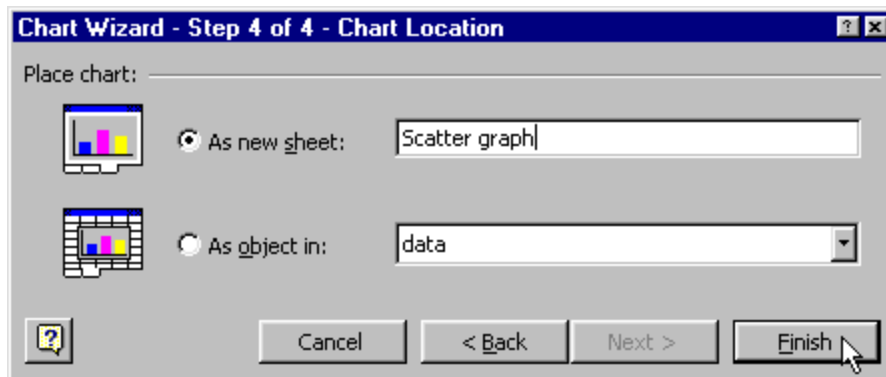 Chart Wizard - Step 4 of 4 - Chart Location
Place chart:
As new sheet: Scatter graph
As object in: data
Cancel < Back Next > Finish